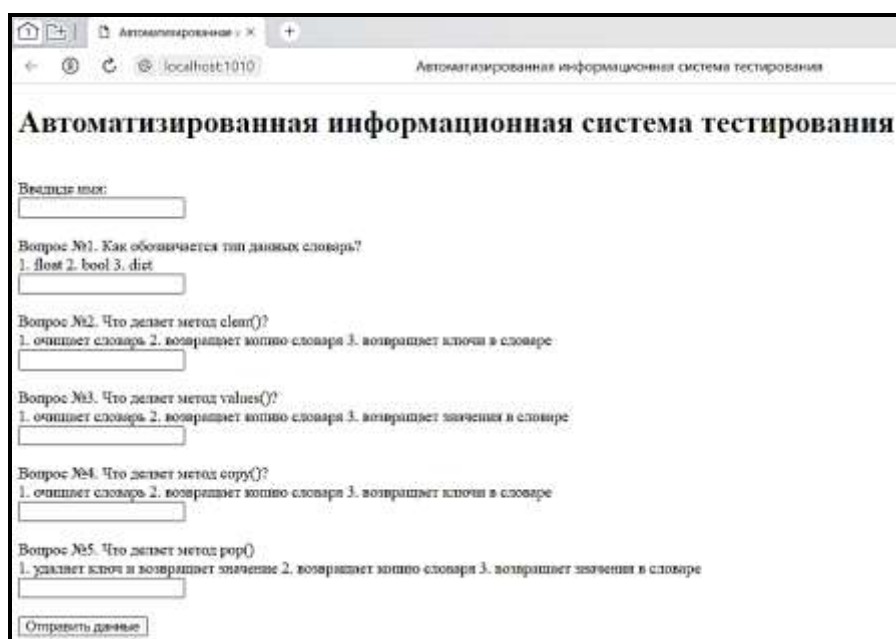 Автоматизированная
localhost:1010
Автоматизированная информационная система тестирования
Автоматизированная информационная система тестирования
Введиде имя:
Вопрос №1. Как обозначается тип данных словарь?
1. float 2. bool 3. dict
Вопрос №2. Что делает метод clear()?
1. очищает словарь 2. возвращает копию словаря 3. возвращает ключи в словаре
Вопрос №3. Что делает метод values()?
1. очищает словарь 2. возвращает копию словаря 3. возвращает значения в словаре
Вопрос №4. Что делает метод copy()?
1. очищает словарь 2. возвращает копию словаря 3. возвращает ключи в словаре
Вопрос №5. Что делает метод pop()
1. удаляет ключ и возвращает значение 2. возвращает копию словаря 3. возвращает значения в словаре
Отправить данные